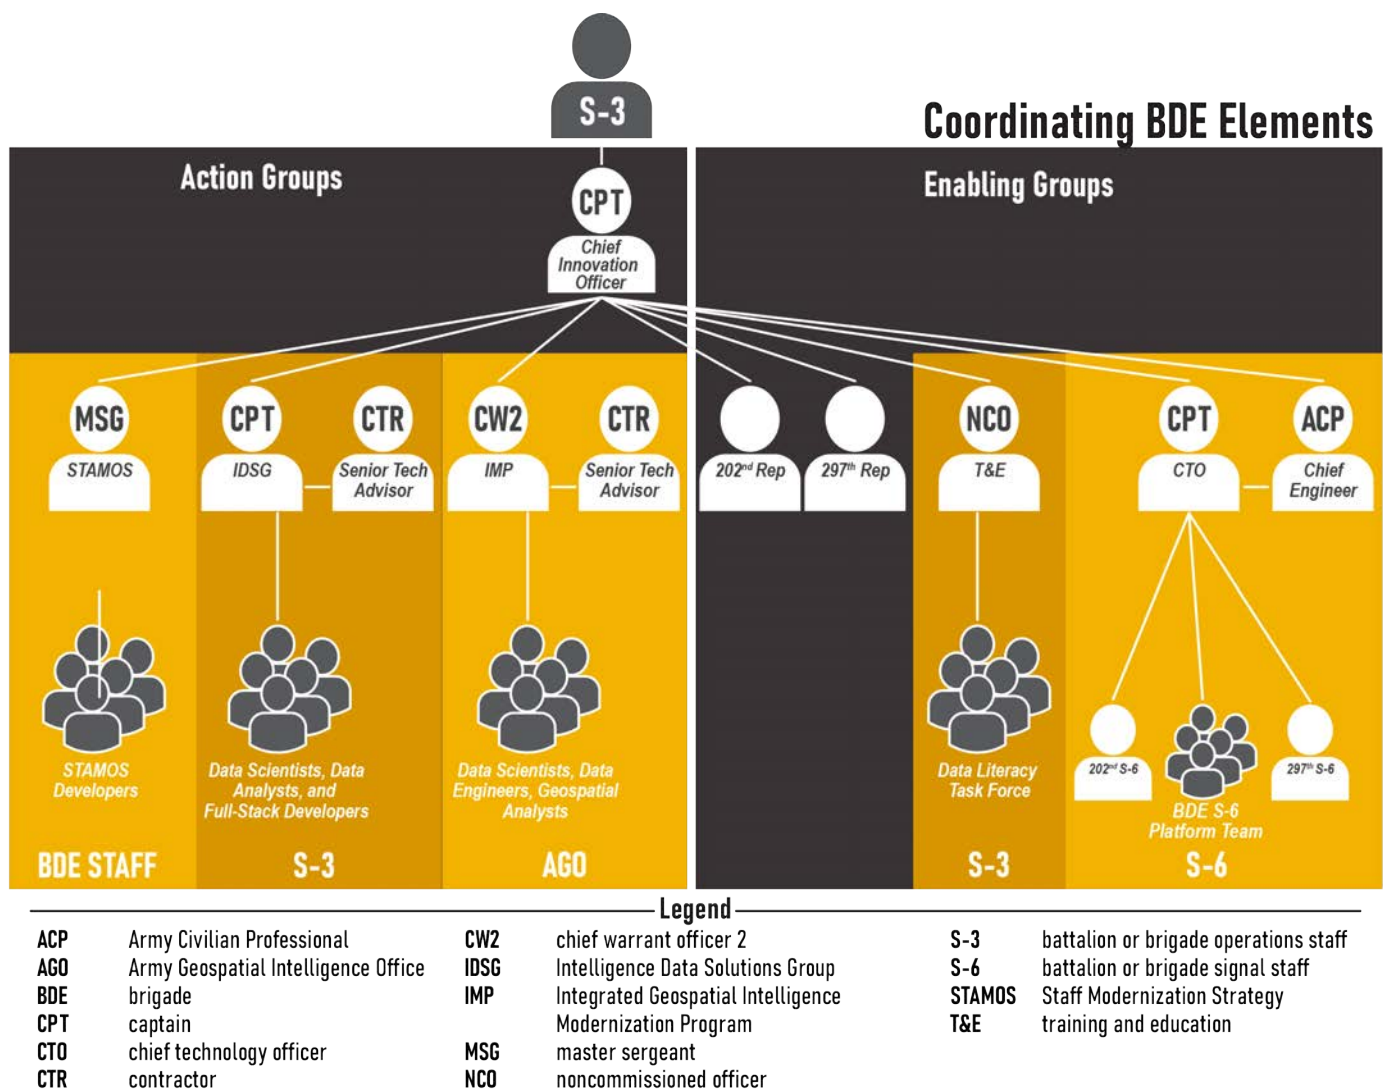 S-3
Coordinating BDE Elements
Action Groups
Enabling Groups
CPT
Chief
Innovation
Officer
MSG
STAMOS
CPT
IDSG
CTR
Senior Tech
Advisor
CW2
IMP
CTR
Senior Tech
Advisor
202nd Rep
297th Rep
NCO
T&E
CPT
CTO
ACP
Chief
Engineer
STAMOS
Developers
Data Scientists, Data
Analysts, and
Full-Stack Developers
Data Scientists, Data
Engineers, Geospatial
Analysts
Data Literacy
Task Force
202nd S-6
BDE S-6
Platform Team
297th S-6
BDE STAFF
S-3
AGO
S-3
S-6
Legend
ACP Army Civilian Professional
AGO Army Geospatial Intelligence Office
BDE brigade
CPT captain
CTO chief technology officer
CTR contractor
CW2 chief warrant officer 2
IDSG Intelligence Data Solutions Group
IMP Integrated Geospatial Intelligence
Modernization Program
MSG master sergeant
NCO noncommissioned officer
S-3 battalion or brigade operations staff
S-6 battalion or brigade signal staff
STAMOS Staff Modernization Strategy
T&E training and education